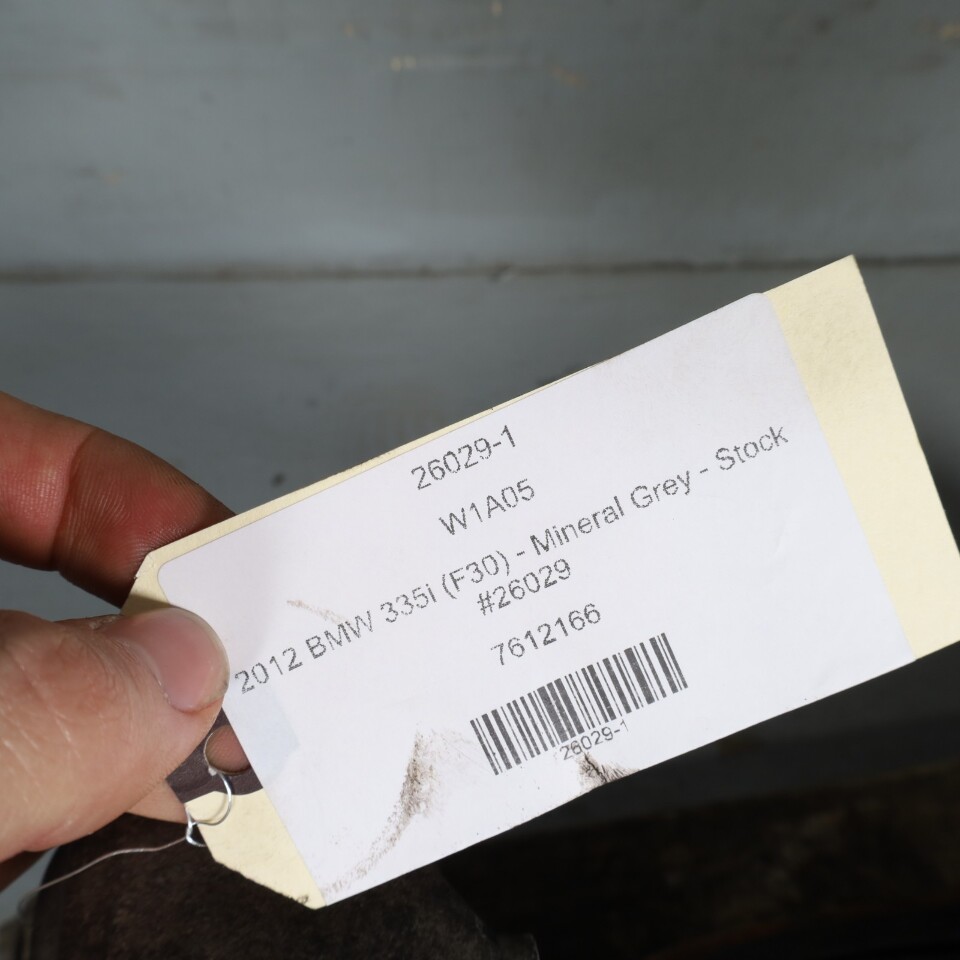 26029-1
W1A05
2012 BMW 335i (F30) - Mineral Grey - Stock
#26029
7612166
26029-1